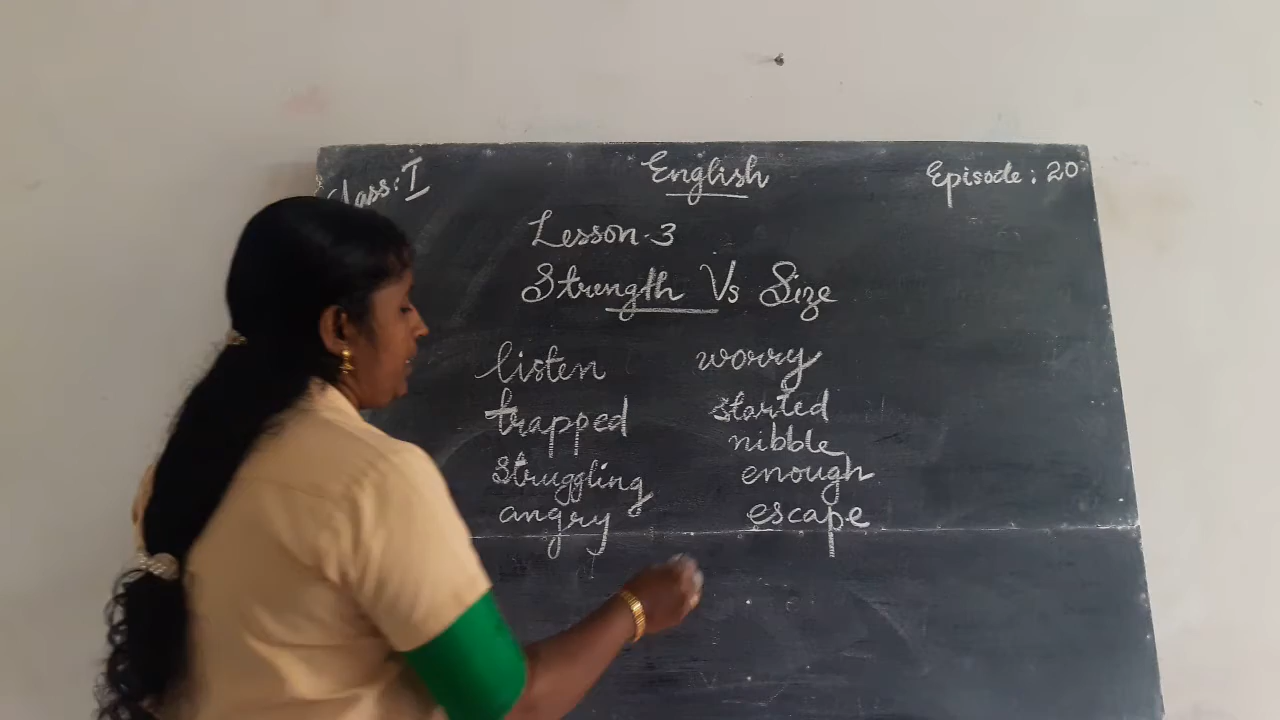 Class: I English Episode: 20
Lesson-3
Strength Vs Size
listen worry
trapped started
nibble
struggling enough
angry escape